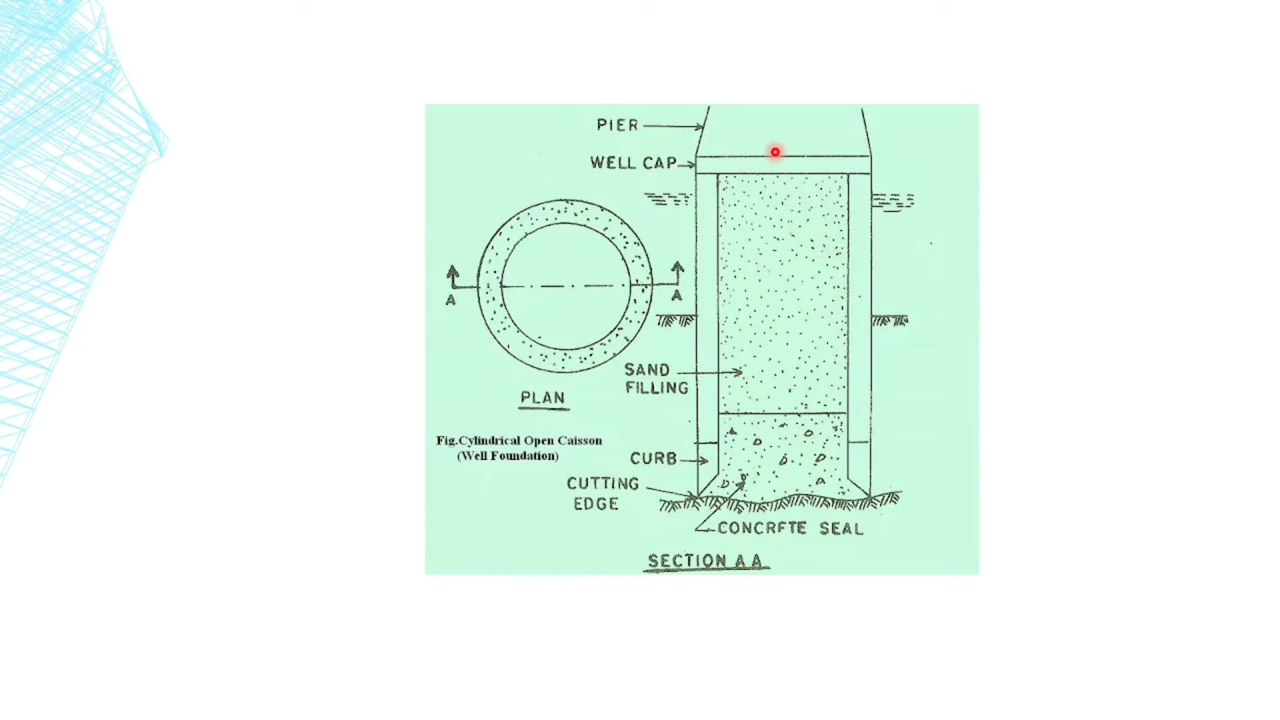 PIER
WELL CAP
A
A
SAND
FILLING
PLAN
Fig.Cylindrical Open Caisson
(Well Foundation)
CURB
CUTTING
EDGE
CONCRFTE SEAL
SECTION A A